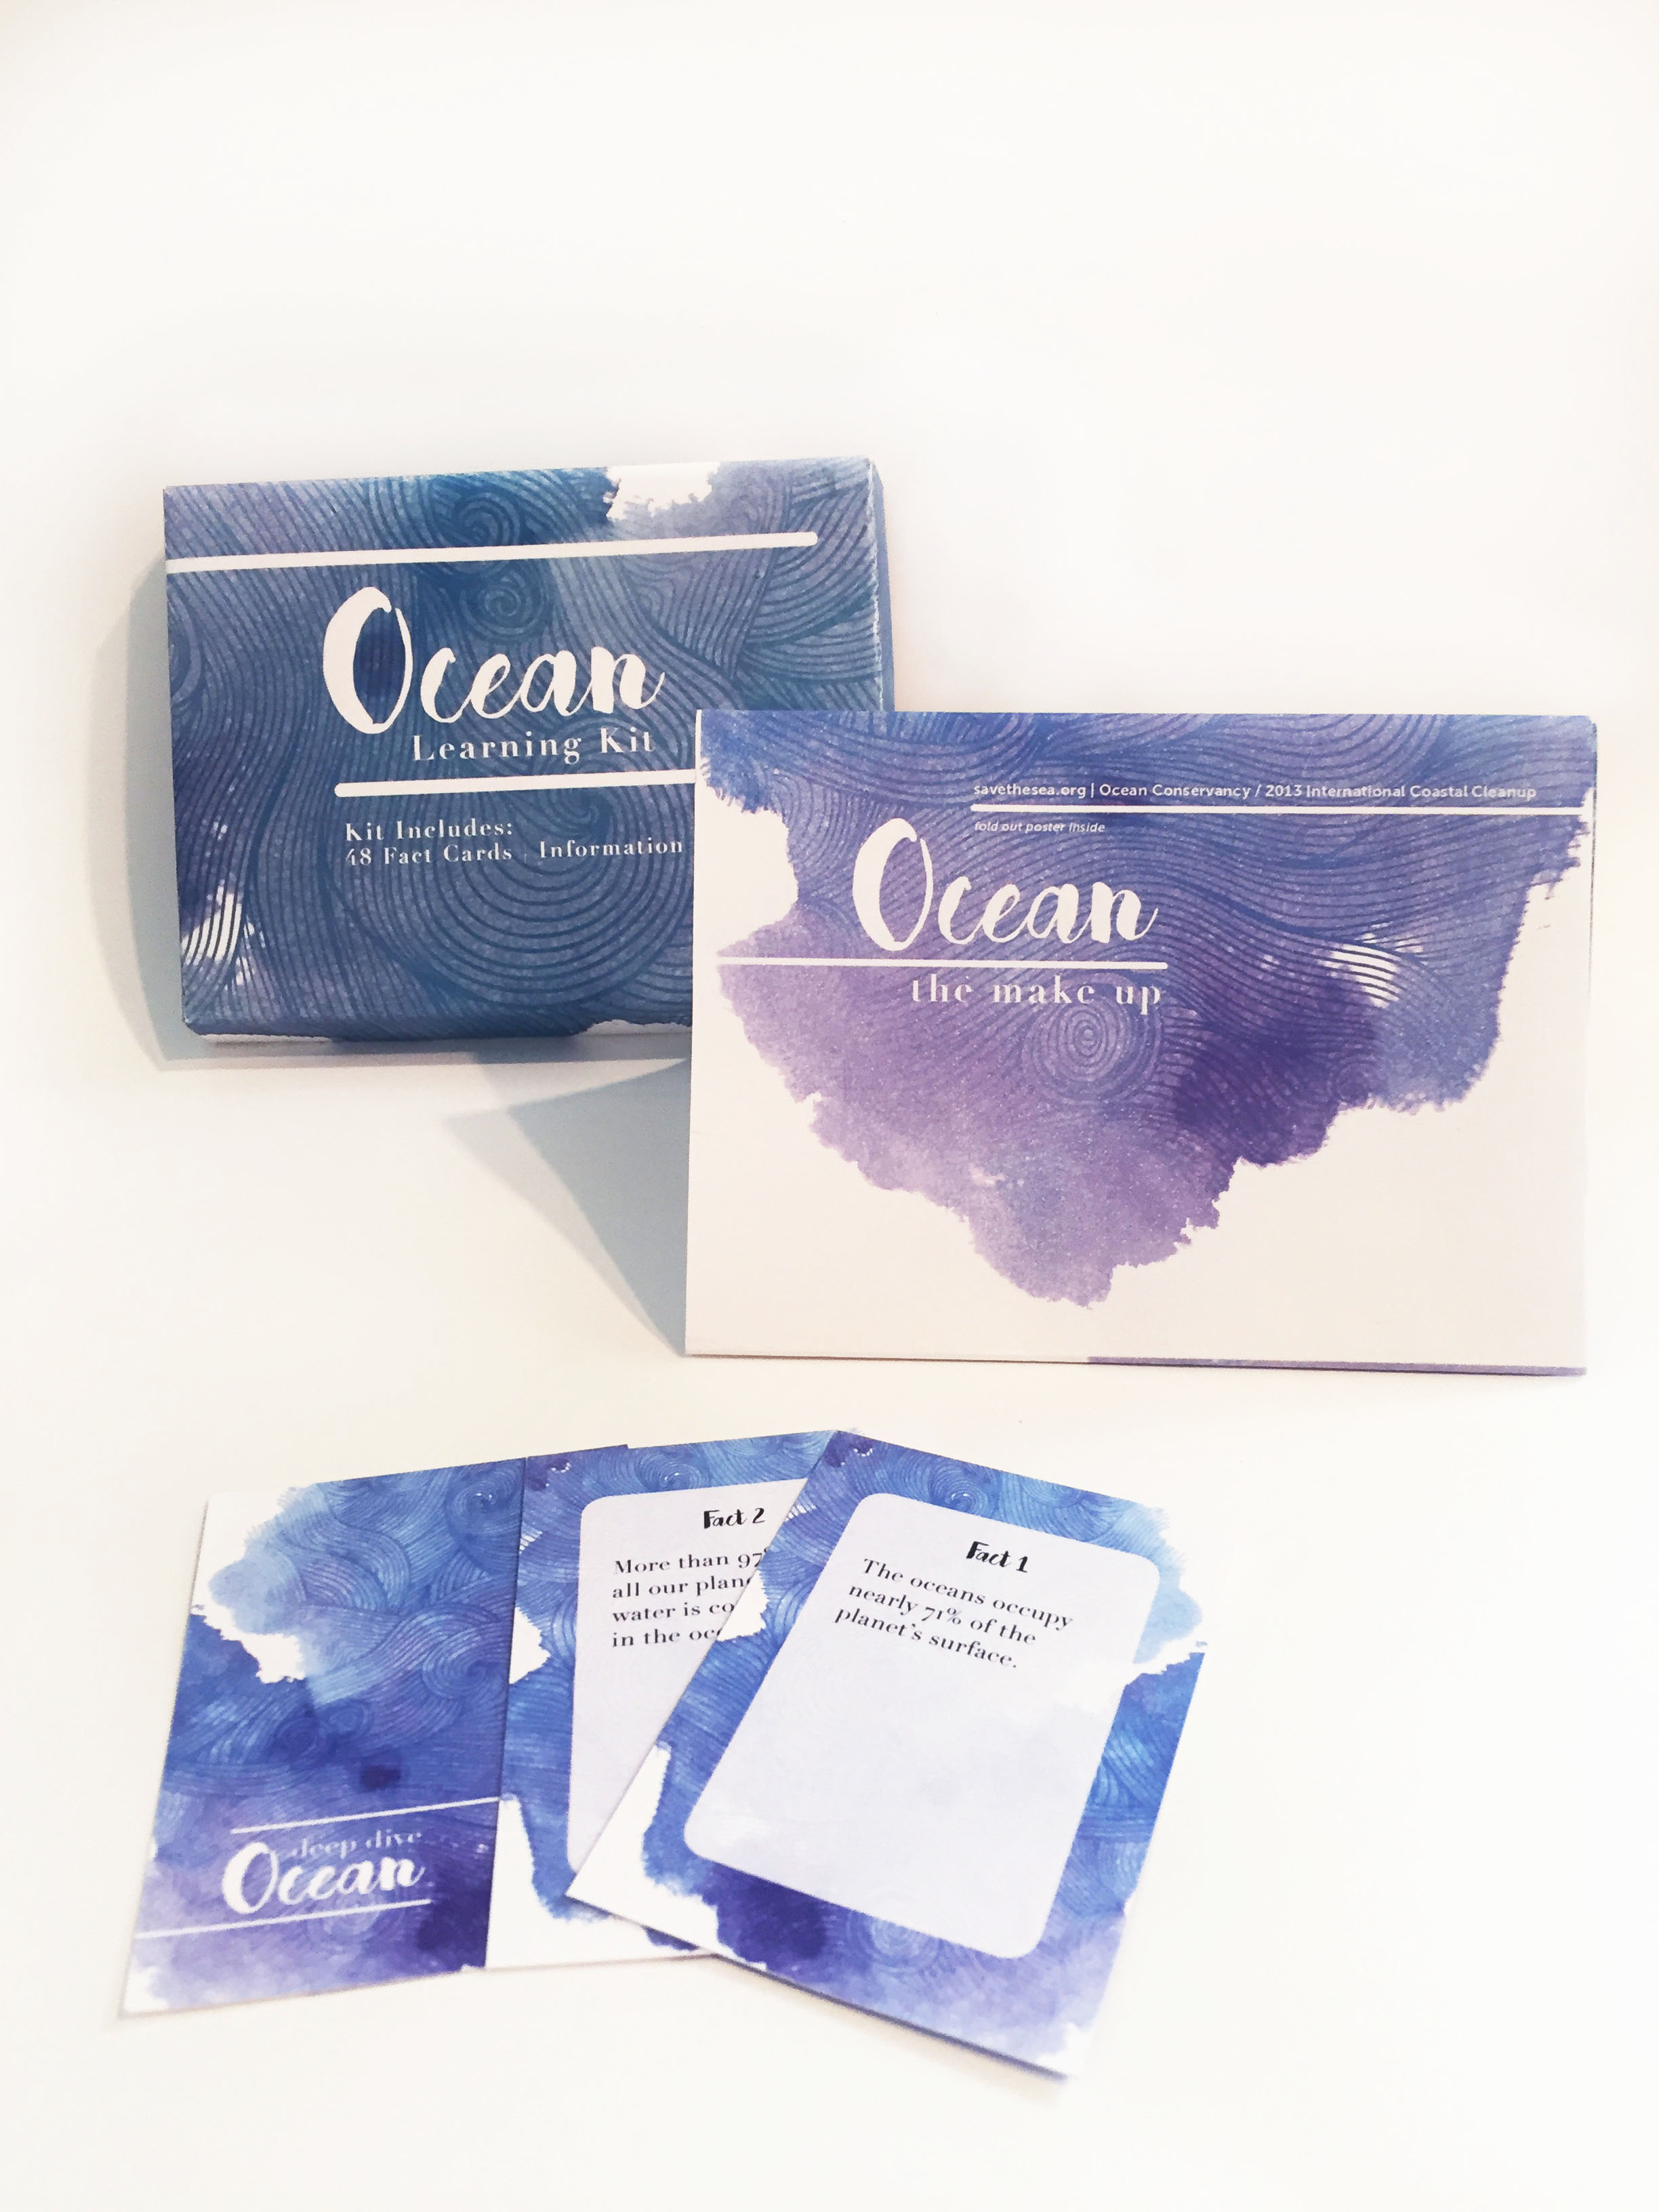 Ocean
Learning Kit
Kit Includes:
48 Fact Cards Information
savethesea.org | Ocean Conservancy / 2013 International Coastal Cleanup
fold out poster inside
Ocean
the make up
deep dive
Ocean
Fact 2
More than
all our
water is
in the
Fact 1
The oceans occupy
nearly 71% of the
planet's surface.